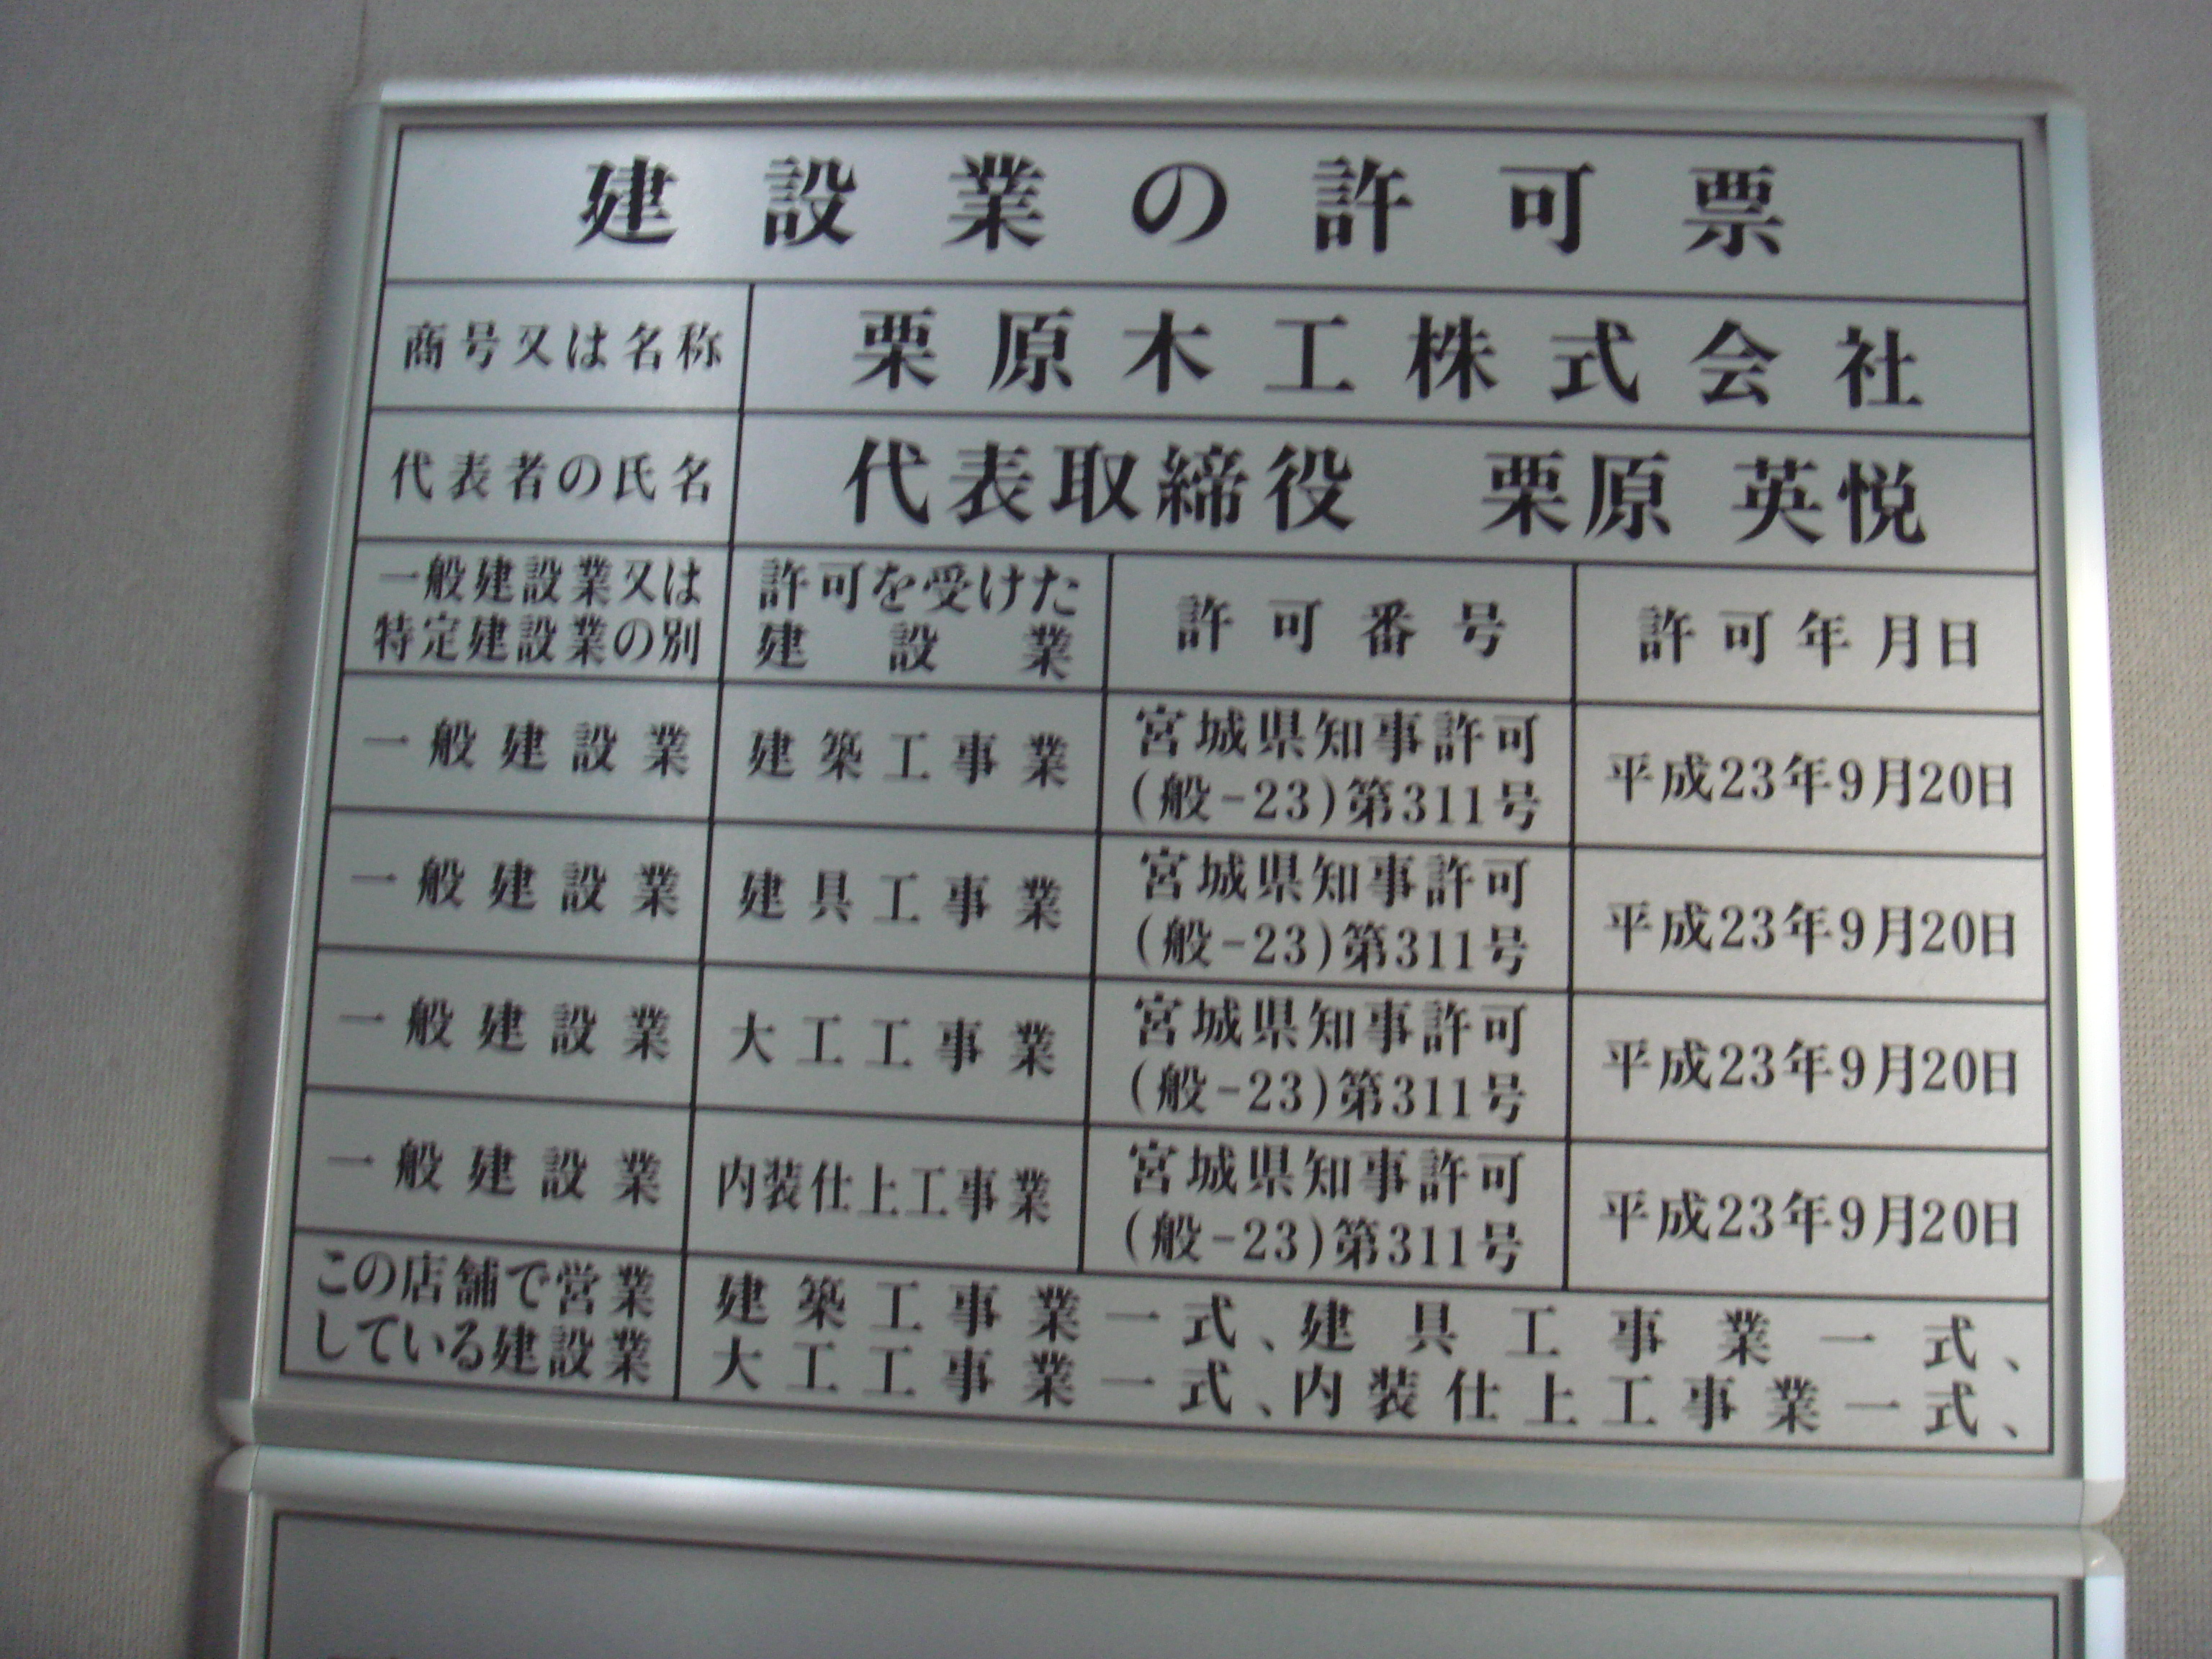 建設業の許可票
商号又は名称 栗原木工株式会社
代表者の氏名 代表取締役 栗原 英悦
一般建設業又は
特定建設業の別
許可を受けた
建設業
許可番号
許可年月日
一般建設業 建築工事業
宮城県知事許可
(般-23)第311号
平成23年9月20日
一般建設業 建具工事業
宮城県知事許可
(般-23)第311号
平成23年9月20日
一般建設業 大工工事業
宮城県知事許可
(般-23)第311号
平成23年9月20日
一般建設業 内装仕上工事業
宮城県知事許可
(般-23)第311号
平成23年9月20日
この店舗で営業
している建設業
建築工事業一式、建具工事業一式、
大工工事業一式、内装仕上工事業一式、